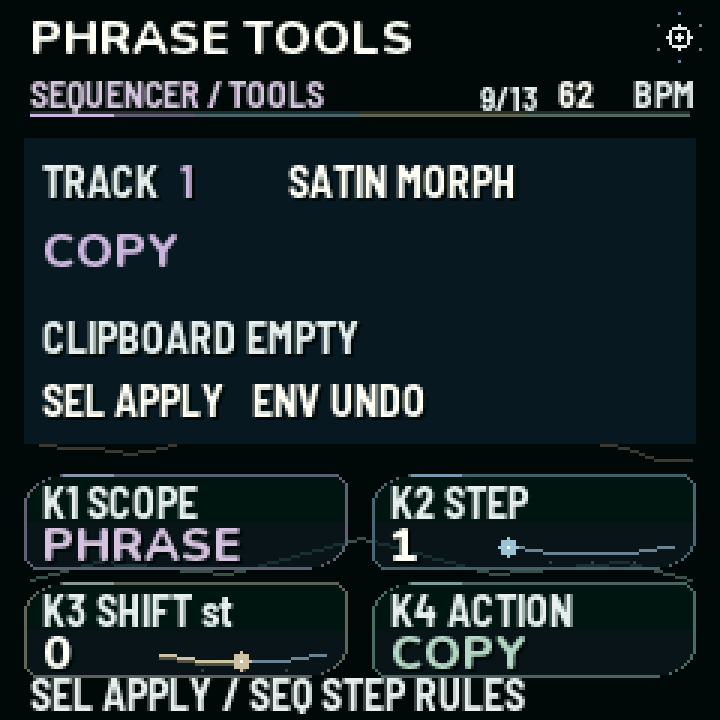 PHRASE TOOLS
SEQUENCER / TOOLS 9/13 62 BPM
TRACK 1 SATIN MORPH
COPY
CLIPBOARD EMPTY
SEL APPLY ENV UNDO
K1 SCOPE
PHRASE
K2 STEP
1
K3 SHIFT st
0
K4 ACTION
COPY
SEL APPLY / SEQ STEP RULES